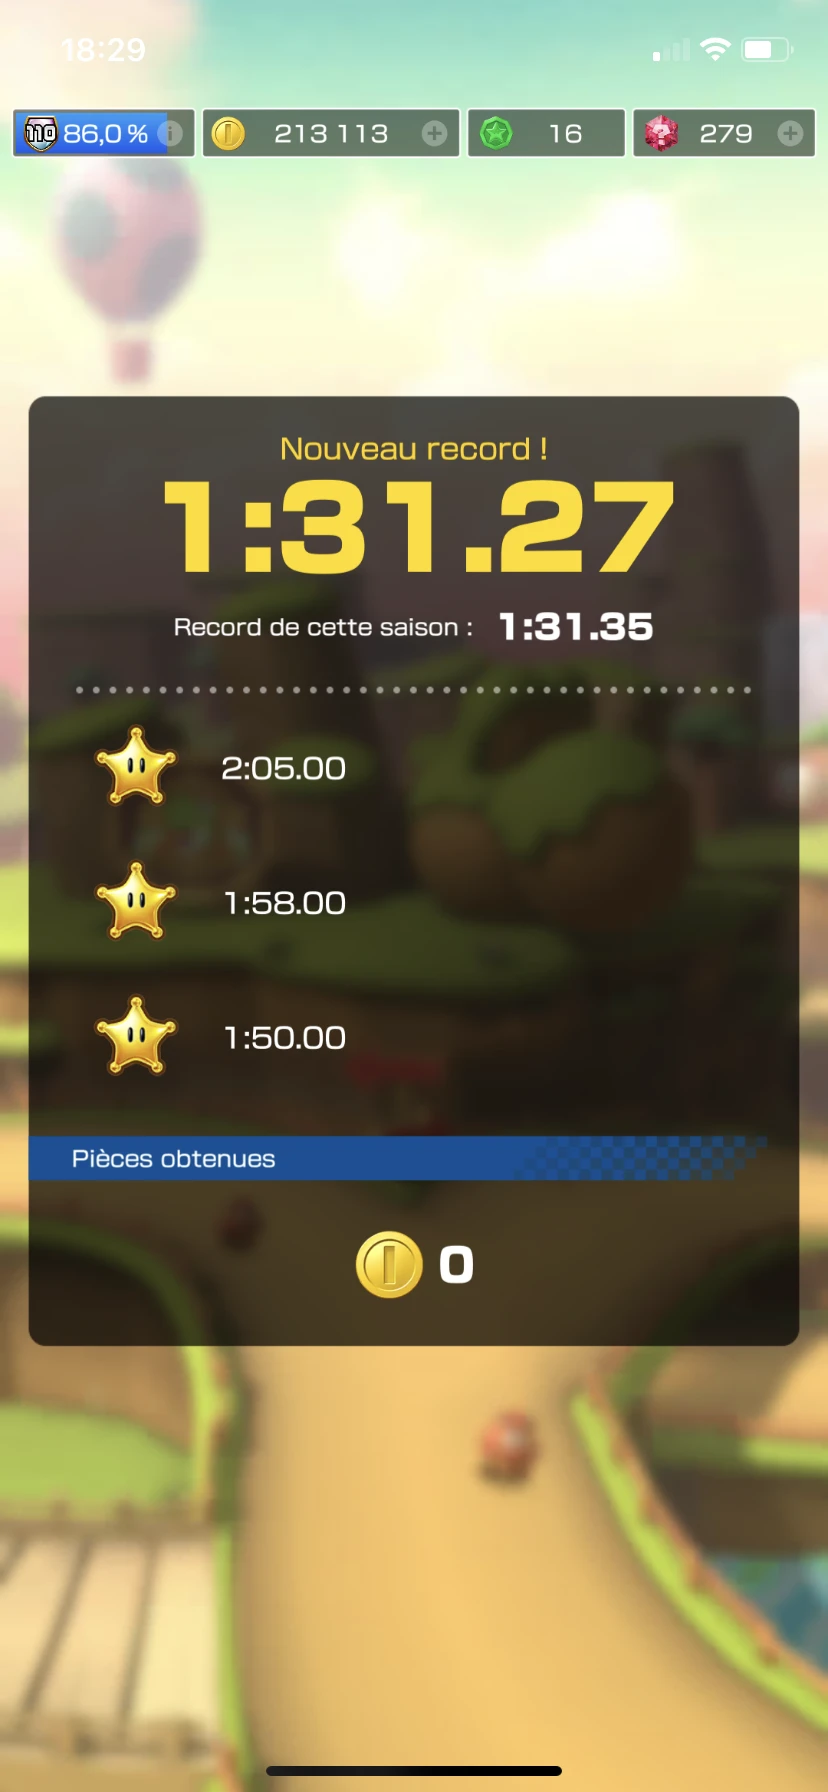 18:29
110 86,0 % i 213 113 + 16 279 +
Nouveau record !
1:31.27
Record de cette saison : 1:31.35
2:05.00
1:58.00
1:50.00
Pièces obtenues
0